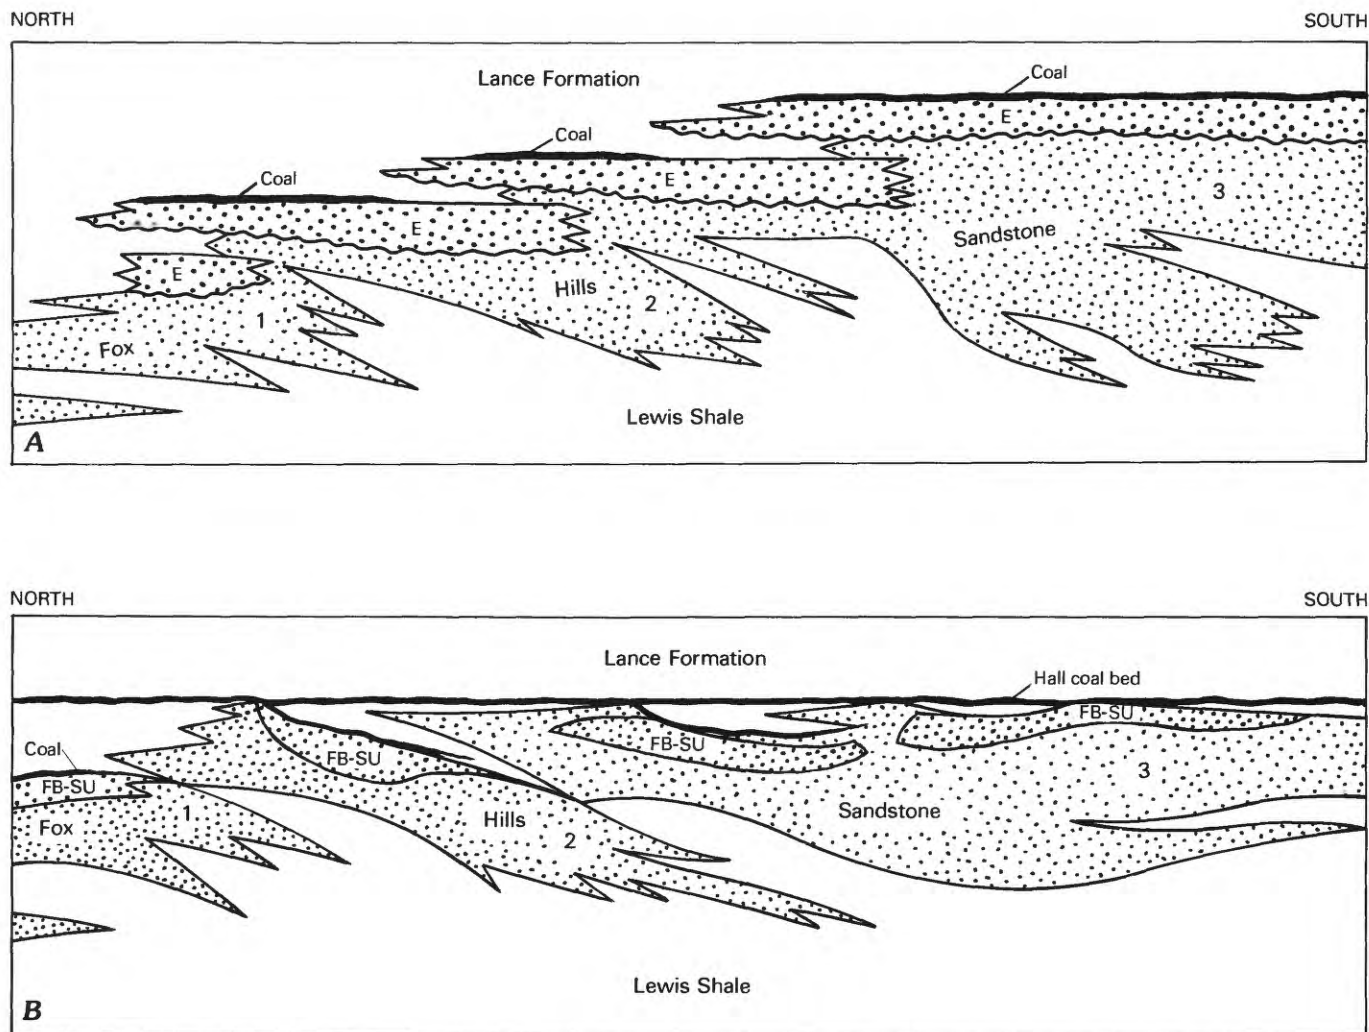 NORTH SOUTH
Lance Formation
Coal
E
Coal
E
3
Coal
E
Sandstone
E
Hills
2
1
Fox
Lewis Shale
A
NORTH SOUTH
Lance Formation
Hall coal bed
FB-SU
FB-SU
Coal
FB-SU
3
FB-SU
1
Sandstone
Fox
Hills
2
Lewis Shale
B